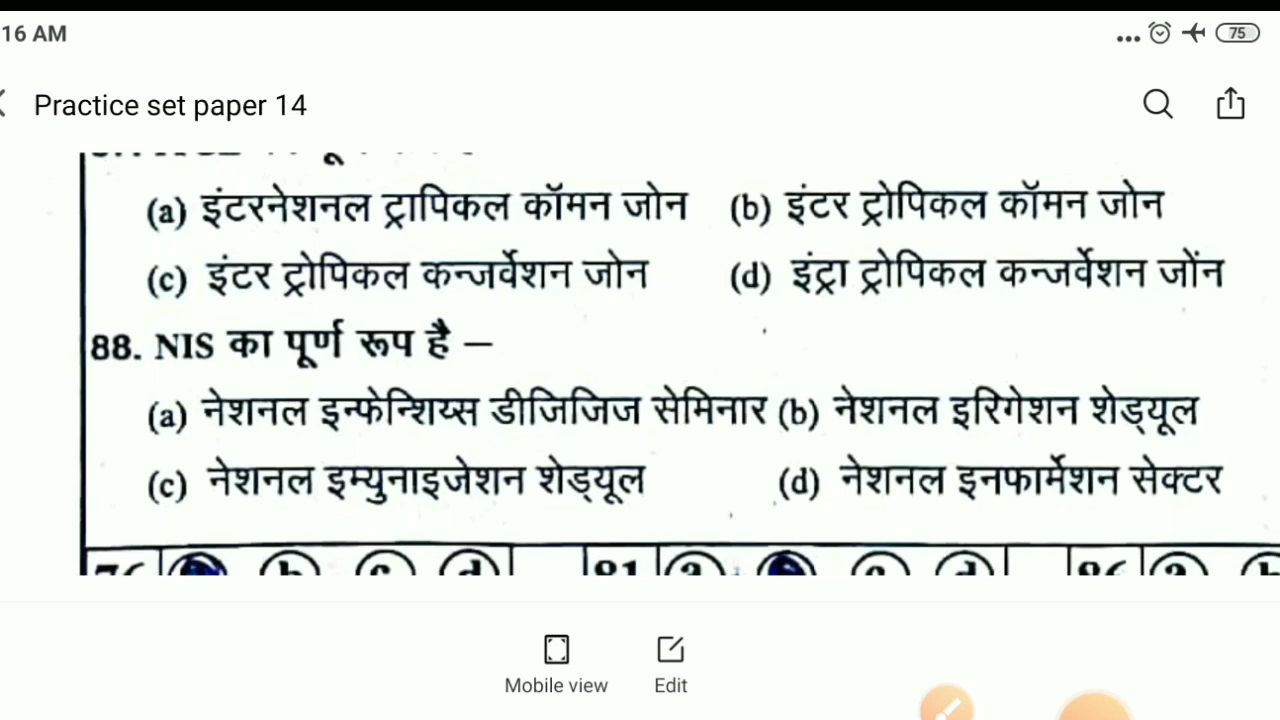 16 AM
75
Practice set paper 14
(a) इंटरनेशनल ट्रापिकल कॉमन जोन (b) इंटर ट्रोपिकल कॉमन जोन
(c) इंटर ट्रोपिकल कन्जर्वेशन जोन (d) इंट्रा ट्रोपिकल कन्जर्वेशन जोंन
88. NIS का पूर्ण रूप है —
(a) नेशनल इन्फेन्शिय्स डीजिजिज सेमिनार (b) नेशनल इरिगेशन शेड्यूल
(c) नेशनल इम्युनाइजेशन शेड्यूल (d) नेशनल इनफार्मेशन सेक्टर
Mobile view Edit